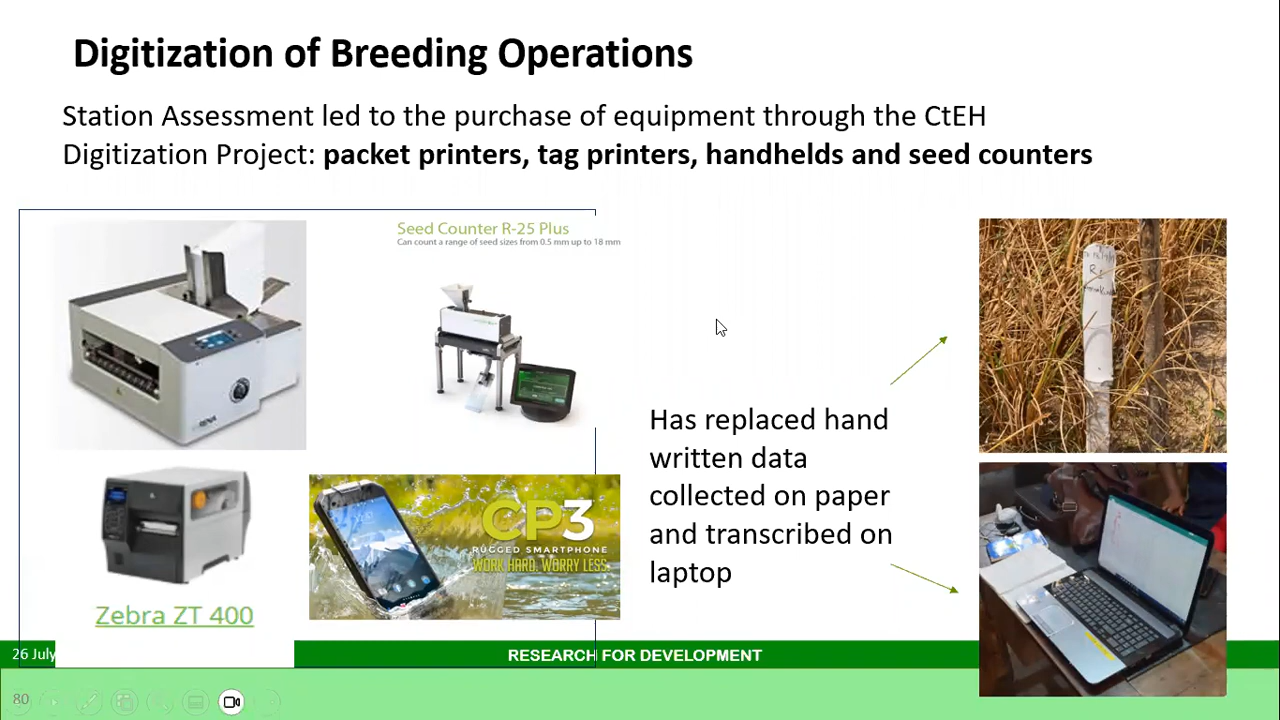 Digitization of Breeding Operations
Station Assessment led to the purchase of equipment through the CtEH
Digitization Project: packet printers, tag printers, handhelds and seed counters
Seed Counter R-25 Plus
Can count a range of seed sizes from 0.5 mm up to 18 mm
RENA
Zebra ZT 400
CP3
RUGGED SMARTPHONE
WORK HARD. WORRY LESS.
Has replaced hand
written data
collected on paper
and transcribed on
laptop
R1
26 July
RESEARCH FOR DEVELOPMENT
80